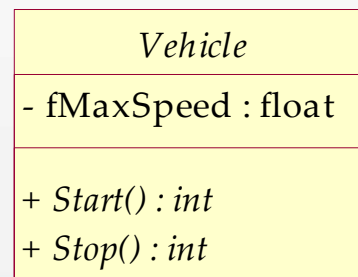 Vehicle
- fMaxSpeed : float
+ Start() : int
+ Stop() : int